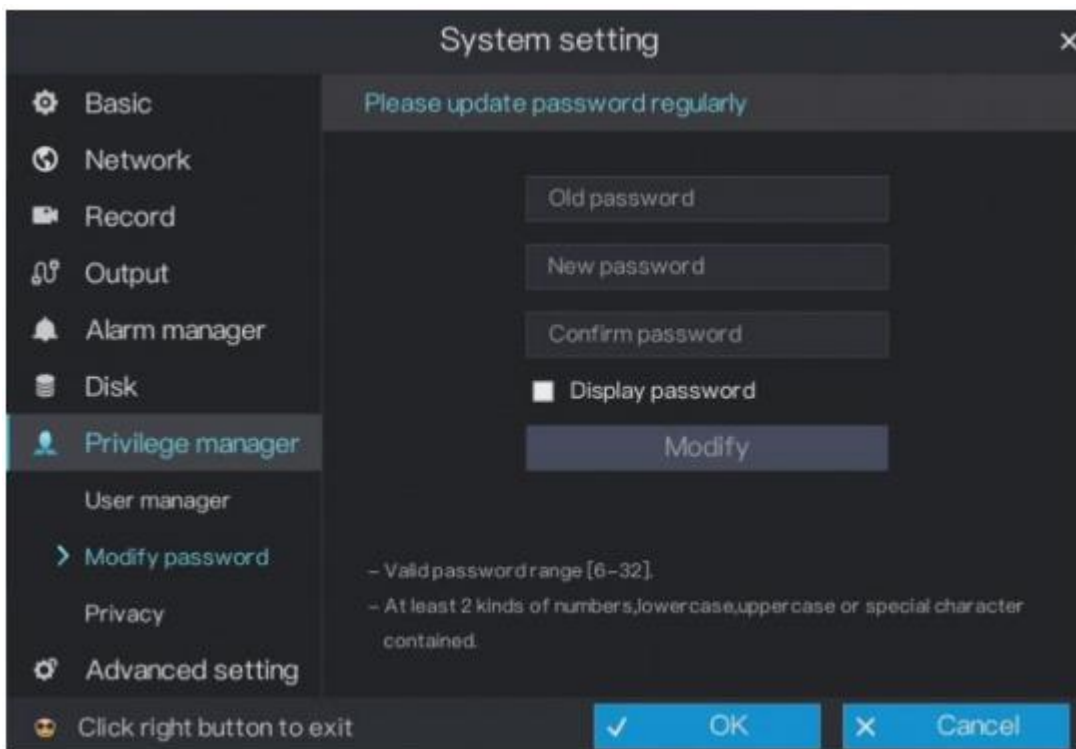 System setting
Basic
Network
Record
Output
Alarm manager
Disk
Privilege manager
User manager
Modify password
Privacy
Advanced setting
Please update password regularly
Old password
New password
Confirm password
Display password
Modify
– Valid password range [6–32].
– At least 2 kinds of numbers,lowercase,uppercase or special character
contained.
Click right button to exit
OK
Cancel